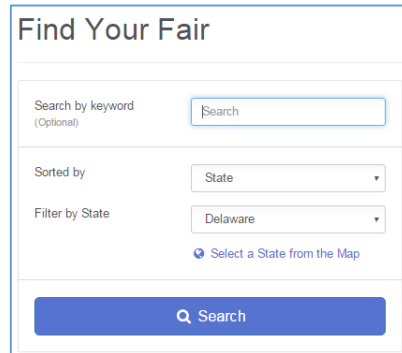 Find Your Fair
Search by keyword
(Optional)
Search
Sorted by
State
Filter by State
Delaware
Select a State from the Map
Search